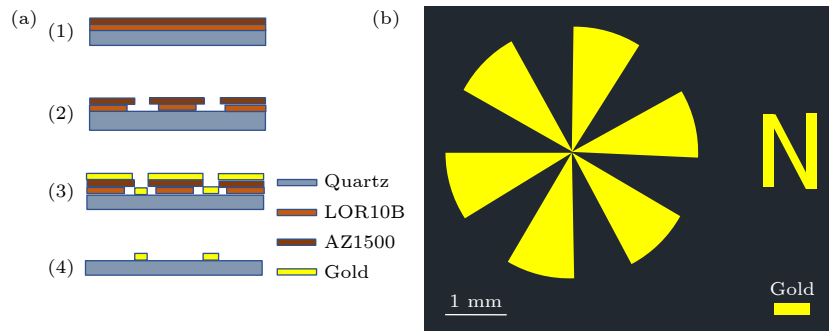 (a)
(1)
(2)
(3)
(4)
Quartz
LOR10B
AZ1500
Gold
(b)
N
1 mm
Gold